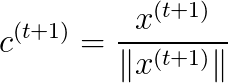 $c^{(t+1)} = \frac{x^{(t+1)}}{\|x^{(t+1)}\|}$